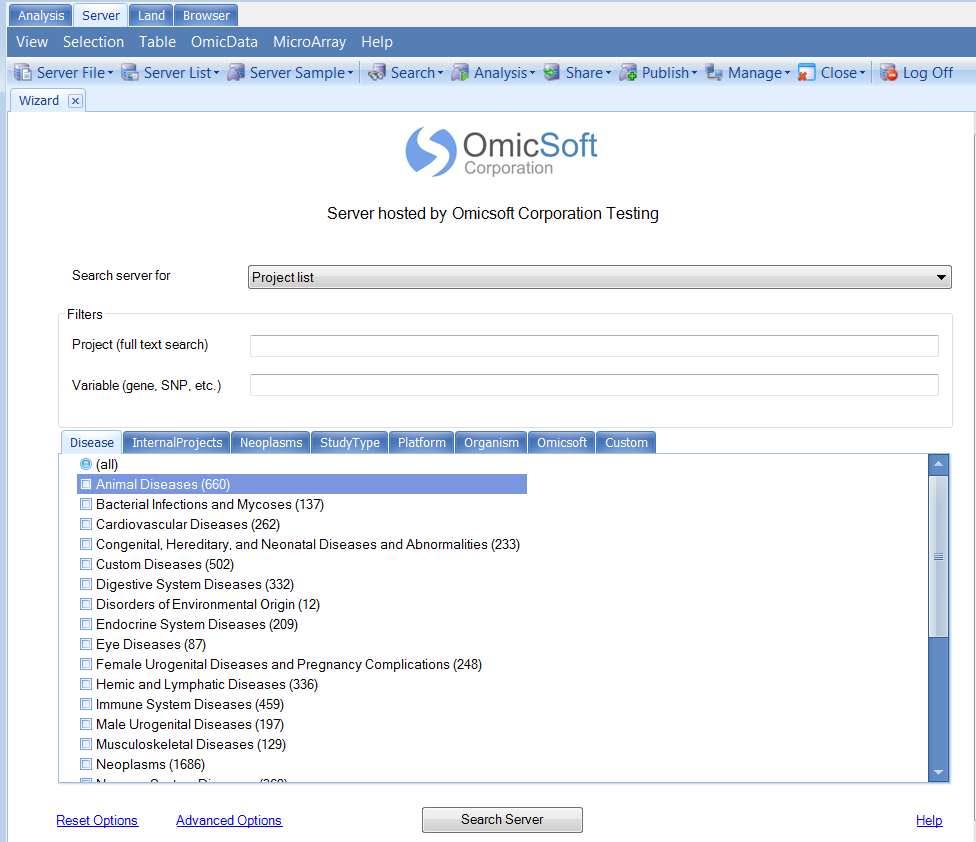 Analysis Server Land Browser
View Selection Table OmicData MicroArray Help
Server File Server List Server Sample Search Analysis Share Publish Manage Close Log Off
Wizard
OmicSoft
Corporation
Server hosted by Omicsoft Corporation Testing
Search server for Project list
Filters
Project (full text search)
Variable (gene, SNP, etc.)
Disease InternalProjects Neoplasms StudyType Platform Organism Omicsoft Custom
(all)
Animal Diseases (660)
Bacterial Infections and Mycoses (137)
Cardiovascular Diseases (262)
Congenital, Hereditary, and Neonatal Diseases and Abnormalities (233)
Custom Diseases (502)
Digestive System Diseases (332)
Disorders of Environmental Origin (12)
Endocrine System Diseases (209)
Eye Diseases (87)
Female Urogenital Diseases and Pregnancy Complications (248)
Hemic and Lymphatic Diseases (336)
Immune System Diseases (459)
Male Urogenital Diseases (197)
Musculoskeletal Diseases (129)
Neoplasms (1686)
Reset Options Advanced Options Search Server Help